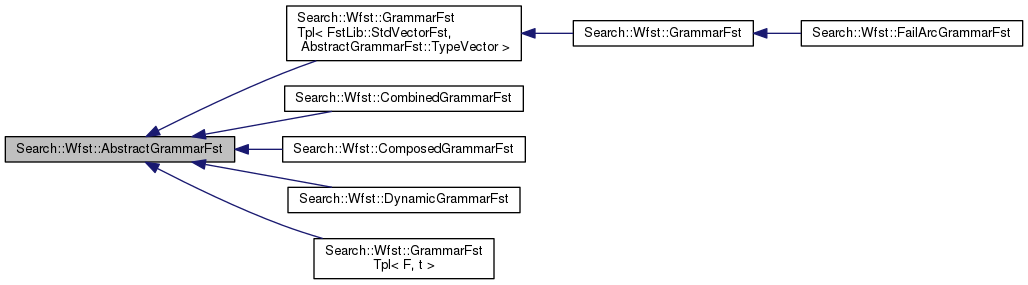 Search::Wfst::GrammarFst
Tpl< FstLib::StdVectorFst,
AbstractGrammarFst::TypeVector >
Search::Wfst::GrammarFst
Search::Wfst::FailArcGrammarFst
Search::Wfst::CombinedGrammarFst
Search::Wfst::AbstractGrammarFst
Search::Wfst::ComposedGrammarFst
Search::Wfst::DynamicGrammarFst
Search::Wfst::GrammarFst
Tpl< F, t >